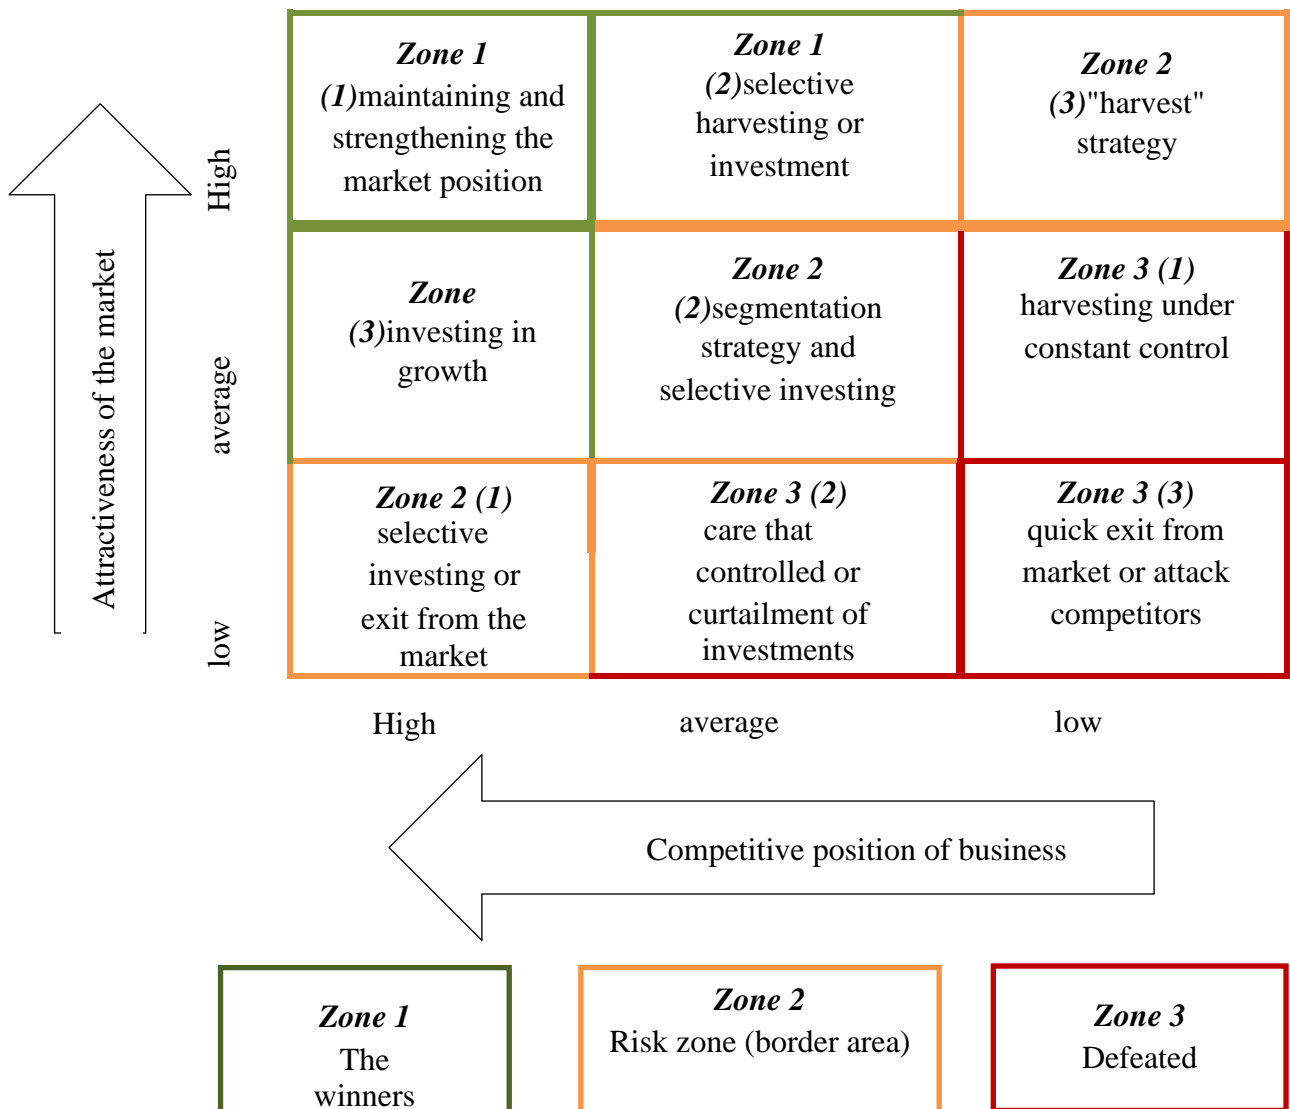 Zone 1
(1)maintaining and
strengthening the
market position
Zone 1
(2)selective
harvesting or
investment
Zone 2
(3)"harvest"
strategy
High
Zone
(3)investing in
growth
Zone 2
(2)segmentation
strategy and
selective investing
Zone 3 (1)
harvesting under
constant control
average
Attractiveness of the market
Zone 2 (1)
selective
investing or
exit from the
market
Zone 3 (2)
care that
controlled or
curtailment of
investments
Zone 3 (3)
quick exit from
market or attack
competitors
low
High
average
low
Competitive position of business
Zone 1
The
winners
Zone 2
Risk zone (border area)
Zone 3
Defeated